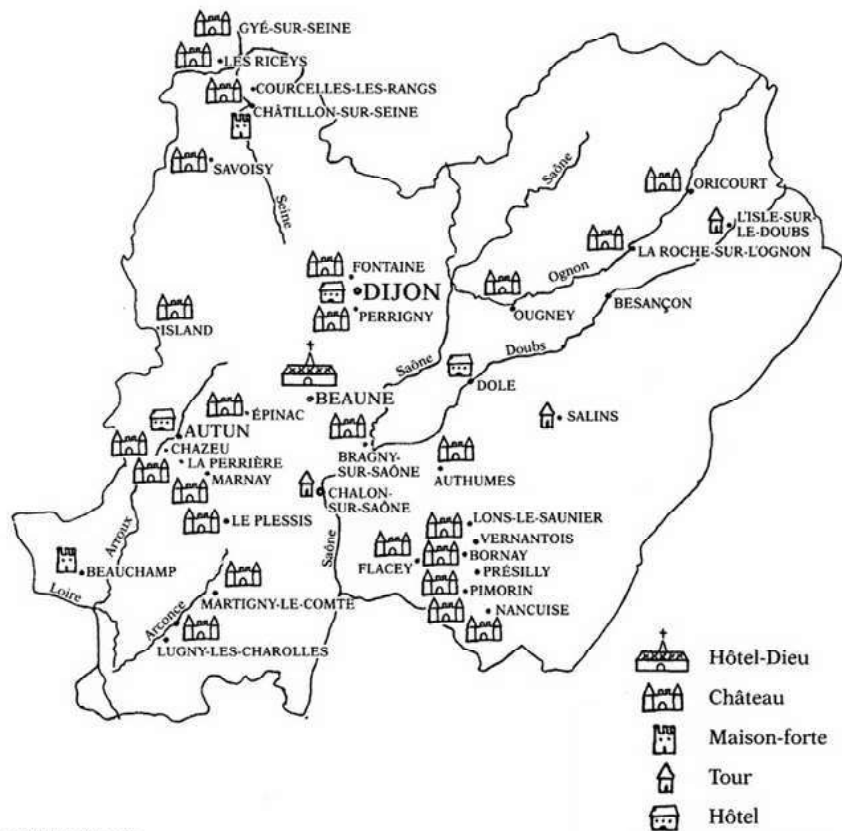 GYÉ-SUR-SEINE
LES RICEYS
COURCELLES-LES-RANGS
CHÂTILLON-SUR-SEINE
SAVOISY
Seine
Saône
ORICOURT
L'ISLE-SUR-
LE-DOUBS
LA ROCHE-SUR-L'OGNON
Ognon
FONTAINE
DIJON
PERRIGNY
OUGNEY
BESANÇON
ISLAND
Doubs
Saône
DOLE
BEAUNE
ÉPINAC
SALINS
AUTUN
CHAZEU
LA PERRIÈRE
MARNAY
BRAGNY-
SUR-SAÔNE
AUTHUMES
CHALON-
SUR-SAÔNE
LE PLESSIS
LONS-LE-SAUNIER
VERNANTOIS
BORNAY
FLACEY
PRÉSILLY
PIMORIN
NANCUISE
Arroux
Saône
BEAUCHAMP
Loire
MARTIGNY-LE-COMTE
Arconce
LUGNY-LES-CHAROLLES
Hôtel-Dieu
Château
Maison-forte
Tour
Hôtel